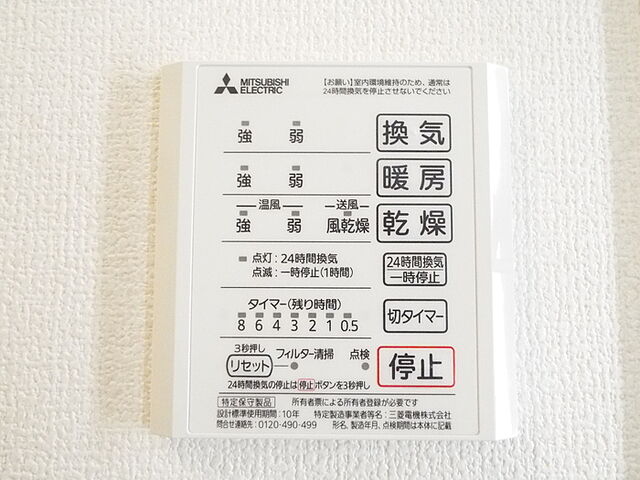 MITSUBISHI
ELECTRIC
【お願い】室内環境維持のため、通常は
24時間換気を停止させないでください
強 弱 換気
強 弱 暖房
温風 送風
強 弱 風乾燥 乾燥
点灯:24時間換気
点滅:一時停止(1時間)
24時間換気
一時停止
タイマー(残り時間)
8 6 4 3 2 1 0.5
切タイマー
3秒押し
リセット フィルター清掃 点検
停止
24時間換気の停止は停止ボタンを3秒押し
特定保守製品 所有者票による所有者登録が必要です
設計標準使用期間:10年 特定製造事業者等名:三菱電機株式会社
問合せ連絡先:0120-490-499 形名、製造年月、点検期間は本体に記載